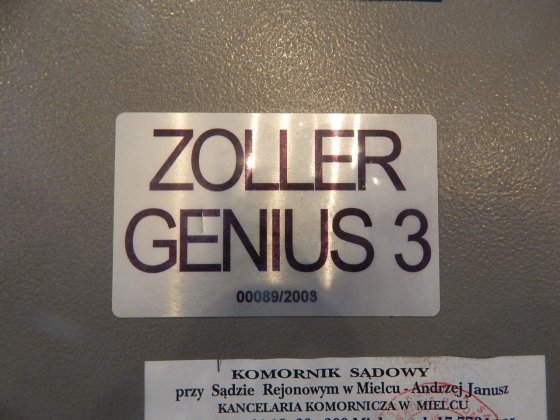 ZOLLER
GENIUS 3
00089/2003
KOMORNIK SĄDOWY
przy Sądzie Rejonowym w Mielcu - Andrzej Janusz
KANCELARIA KOMORNICZA W MIELCU